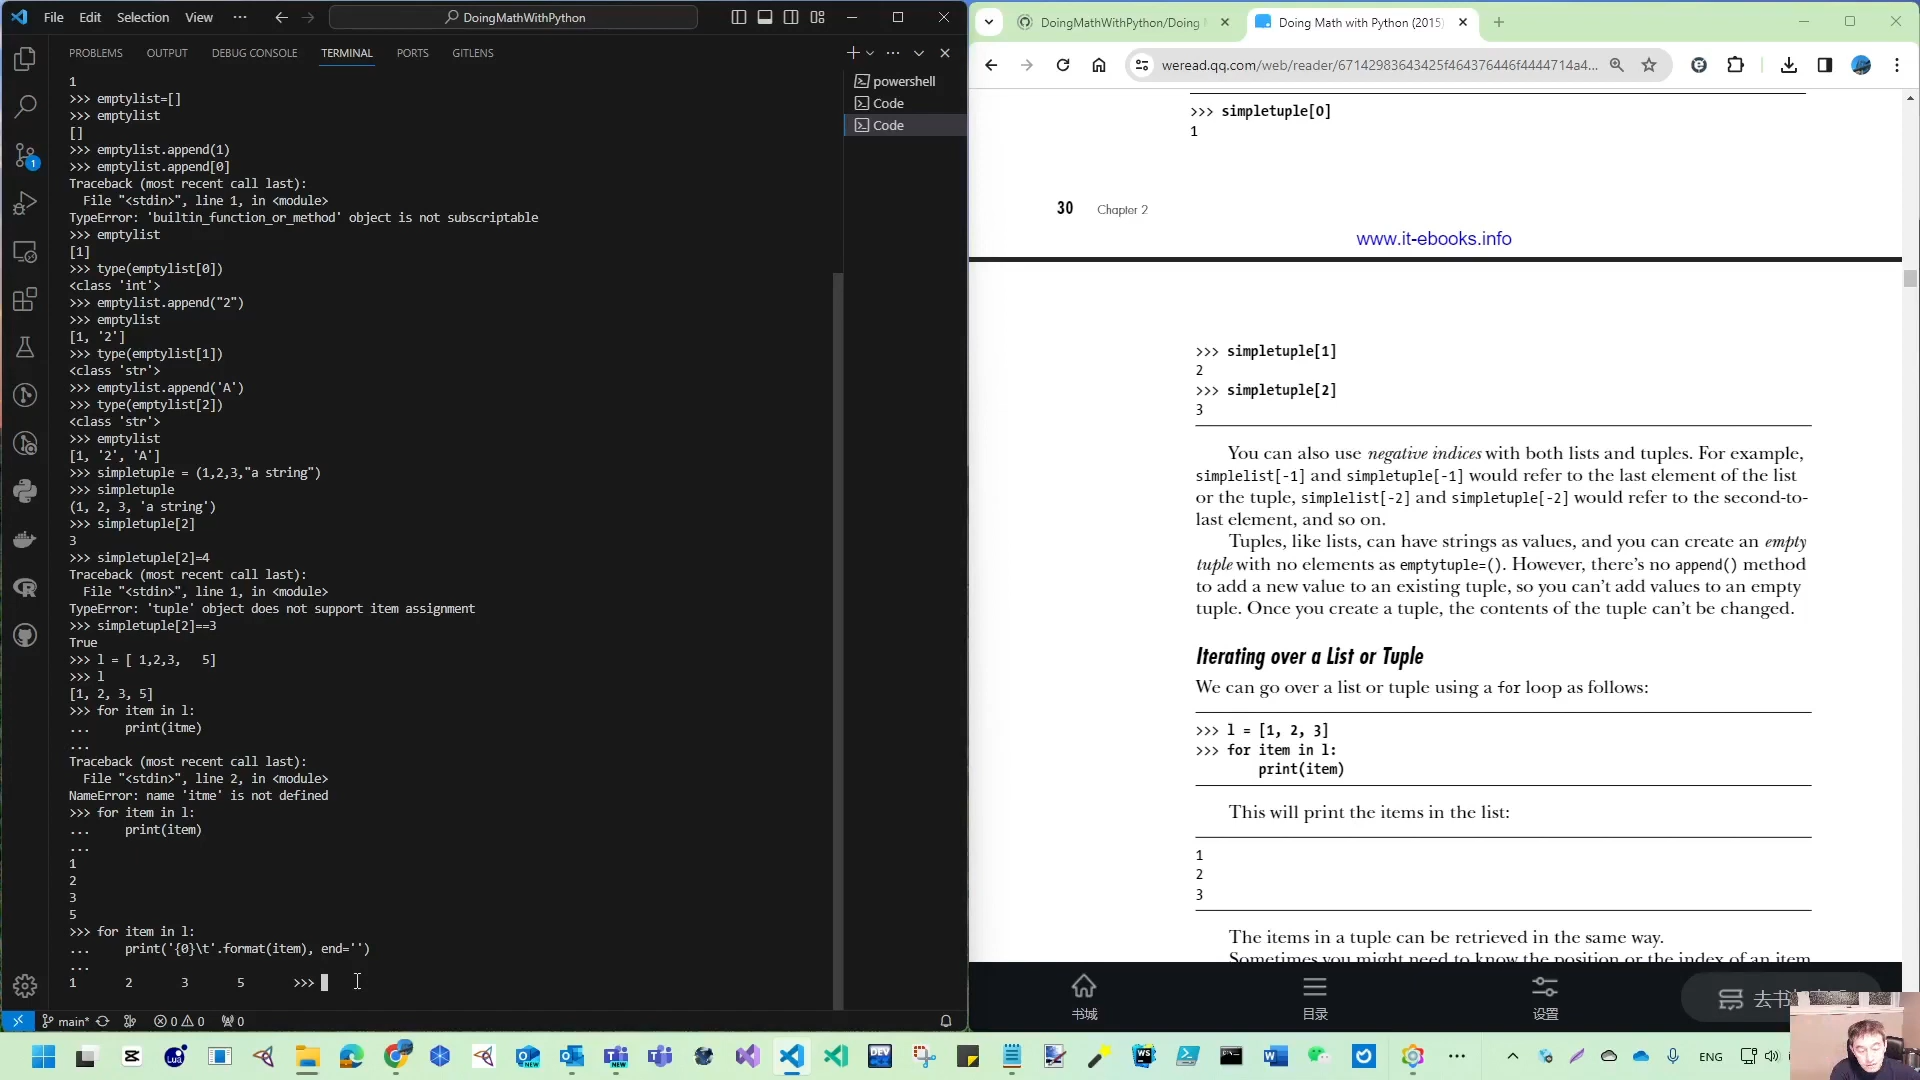 File Edit Selection View ··· DoingMathWithPython
PROBLEMS OUTPUT DEBUG CONSOLE TERMINAL PORTS GITLENS
powershell
Code
Code
1
>>> emptylist=[]
>>> emptylist
[]
>>> emptylist.append(1)
>>> emptylist.append[0]
Traceback (most recent call last):
  File "<stdin>", line 1, in <module>
TypeError: 'builtin_function_or_method' object is not subscriptable
>>> emptylist
[1]
>>> type(emptylist[0])
<class 'int'>
>>> emptylist.append("2")
>>> emptylist
[1, '2']
>>> type(emptylist[1])
<class 'str'>
>>> emptylist.append('A')
>>> type(emptylist[2])
<class 'str'>
>>> emptylist
[1, '2', 'A']
>>> simpletuple = (1,2,3,"a string")
>>> simpletuple
(1, 2, 3, 'a string')
>>> simpletuple[2]
3
>>> simpletuple[2]=4
Traceback (most recent call last):
  File "<stdin>", line 1, in <module>
TypeError: 'tuple' object does not support item assignment
>>> simpletuple[2]==3
True
>>> l = [ 1,2,3,   5]
>>> l
[1, 2, 3, 5]
>>> for item in l:
...     print(itme)
...
Traceback (most recent call last):
  File "<stdin>", line 2, in <module>
NameError: name 'itme' is not defined
>>> for item in l:
...     print(item)
...
1
2
3
5
>>> for item in l:
...     print('{0}\t'.format(item), end='')
...
1       2       3       5       >>>
main* 0 0 0
DoingMathWithPython/Doing Doing Math with Python (2015)
weread.qq.com/web/reader/67142983643425f464376446f4444714a4...
>>> simpletuple[0]
1
30 Chapter 2
www.it-ebooks.info
>>> simpletuple[1]
2
>>> simpletuple[2]
3
You can also use negative indices with both lists and tuples. For example,
simplelist[-1] and simpletuple[-1] would refer to the last element of the list
or the tuple, simplelist[-2] and simpletuple[-2] would refer to the second-to-
last element, and so on.
Tuples, like lists, can have strings as values, and you can create an empty
tuple with no elements as emptytuple=(). However, there's no append() method
to add a new value to an existing tuple, so you can't add values to an empty
tuple. Once you create a tuple, the contents of the tuple can't be changed.
Iterating over a List or Tuple
We can go over a list or tuple using a for loop as follows:
>>> l = [1, 2, 3]
>>> for item in l:
        print(item)
This will print the items in the list:
1
2
3
The items in a tuple can be retrieved in the same way.
Sometimes you might need to know the position or the index of an item
书城 目录 设置 去书
ENG